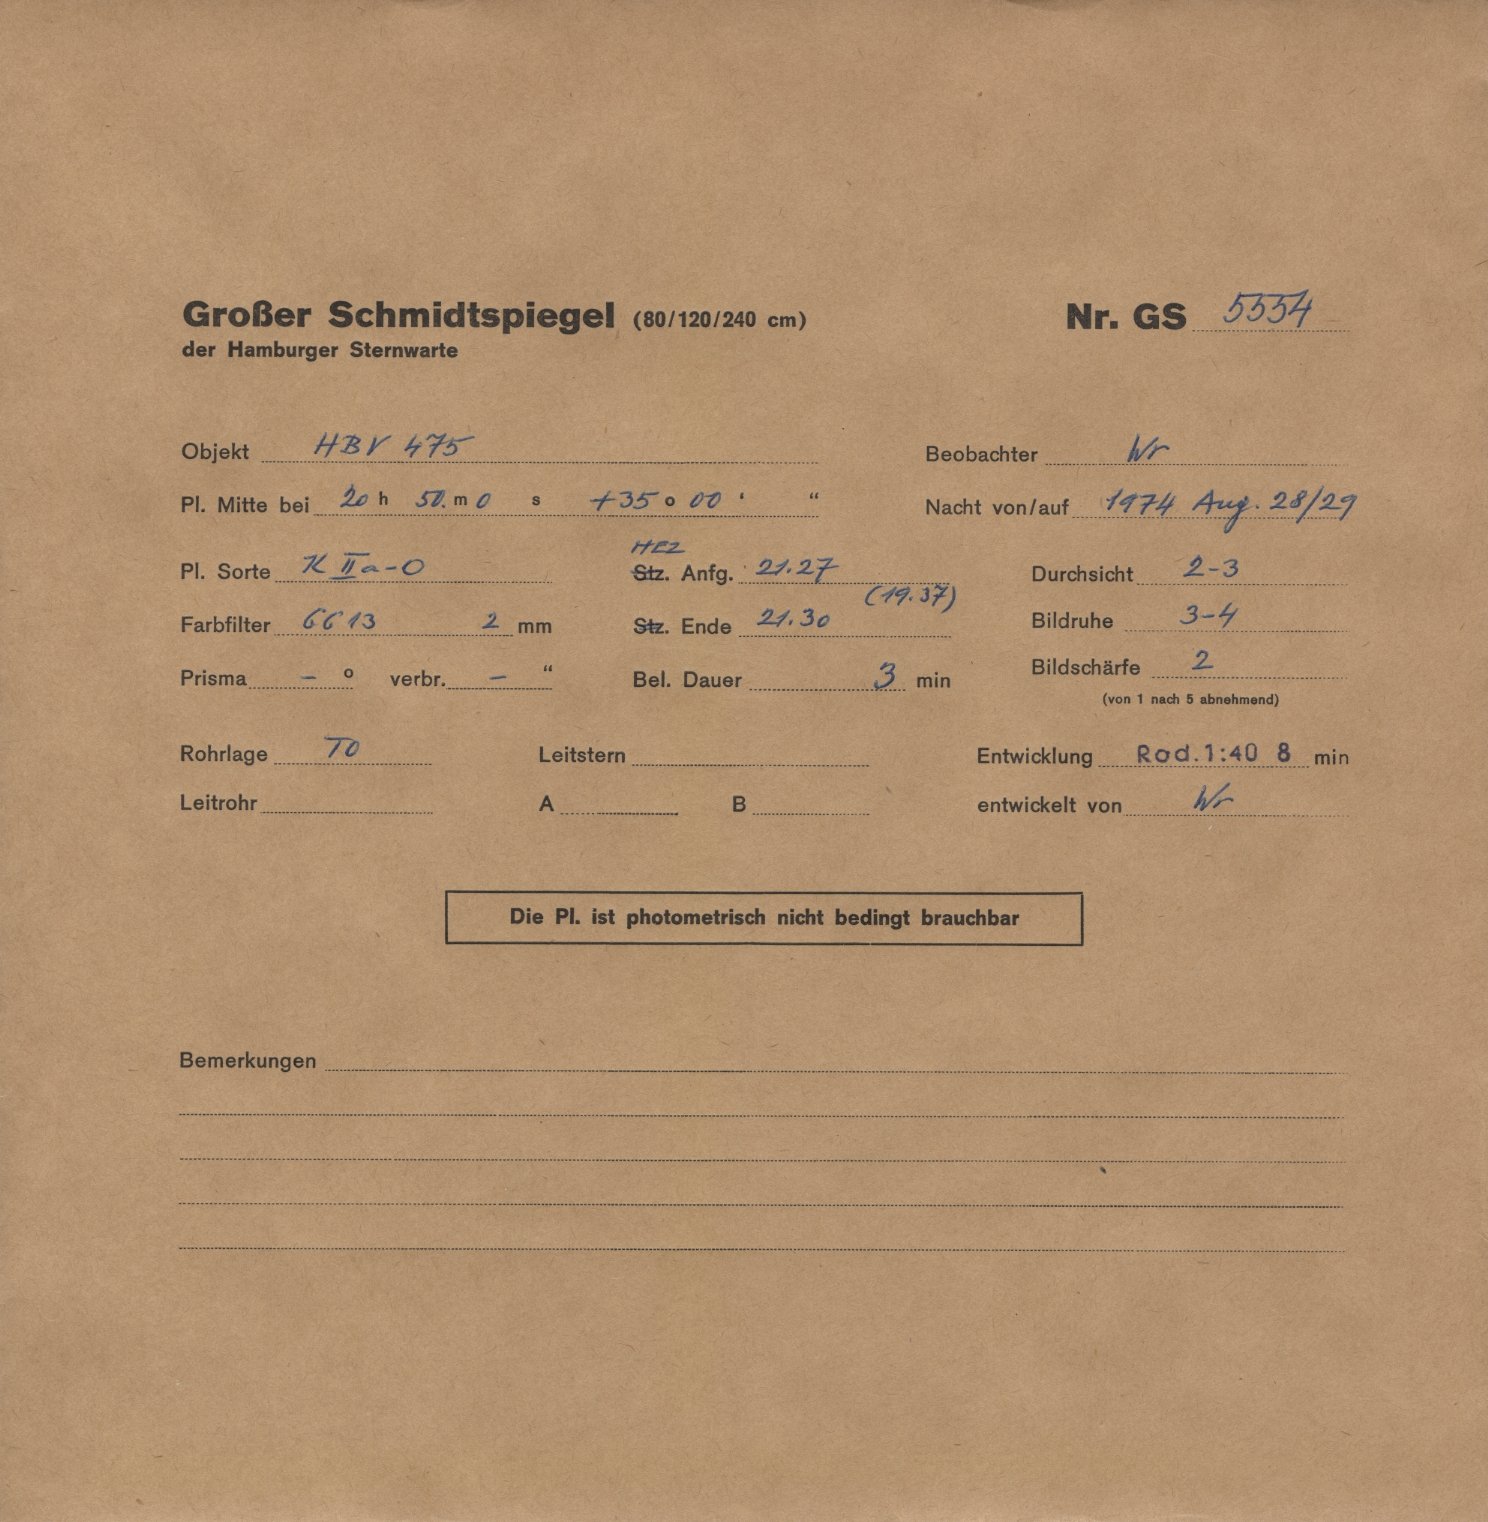 Großer Schmidtspiegel (80/120/240 cm) Nr. GS 5554
der Hamburger Sternwarte
Objekt HBV 475 Beobachter Wr
Pl. Mitte bei 20 h 50. m 0 s +35 o 00 ' “ Nacht von/auf 1974 Aug. 28/29
HEZ
Pl. Sorte K IIa-O Stz. Anfg. 21.27 Durchsicht 2-3
(19.37)
Farbfilter GG 13 2 mm Stz. Ende 21.30 Bildruhe 3-4
Prisma – o verbr. – “ Bel. Dauer 3 min Bildschärfe 2
(von 1 nach 5 abnehmend)
Rohrlage TO Leitstern Entwicklung Rod.1:40 8 min
Leitrohr A B entwickelt von Wr
Die Pl. ist photometrisch nicht bedingt brauchbar
Bemerkungen